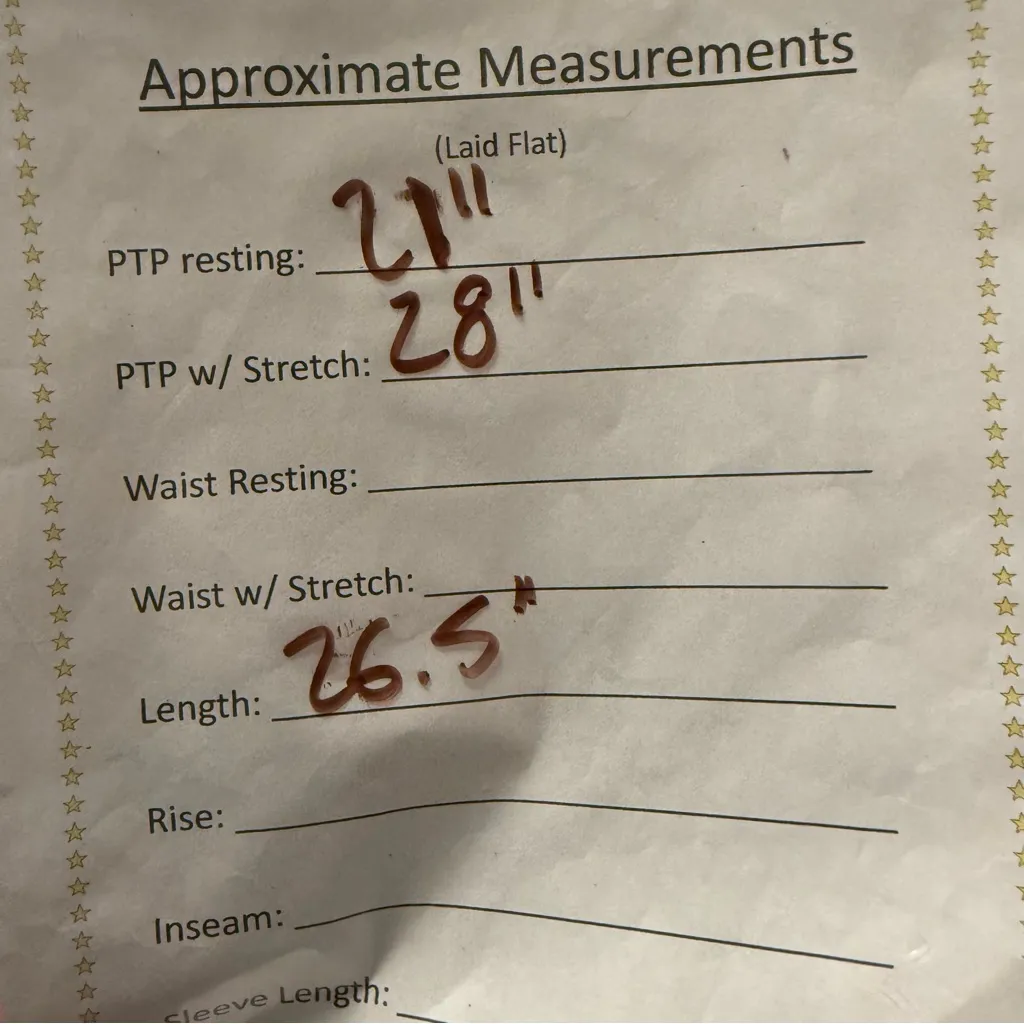 Approximate Measurements
(Laid Flat)
PTP resting: 21"
PTP w/ Stretch: 28"
Waist Resting:
Waist w/ Stretch:
Length: 26.5"
Rise:
Inseam:
Sleeve Length: